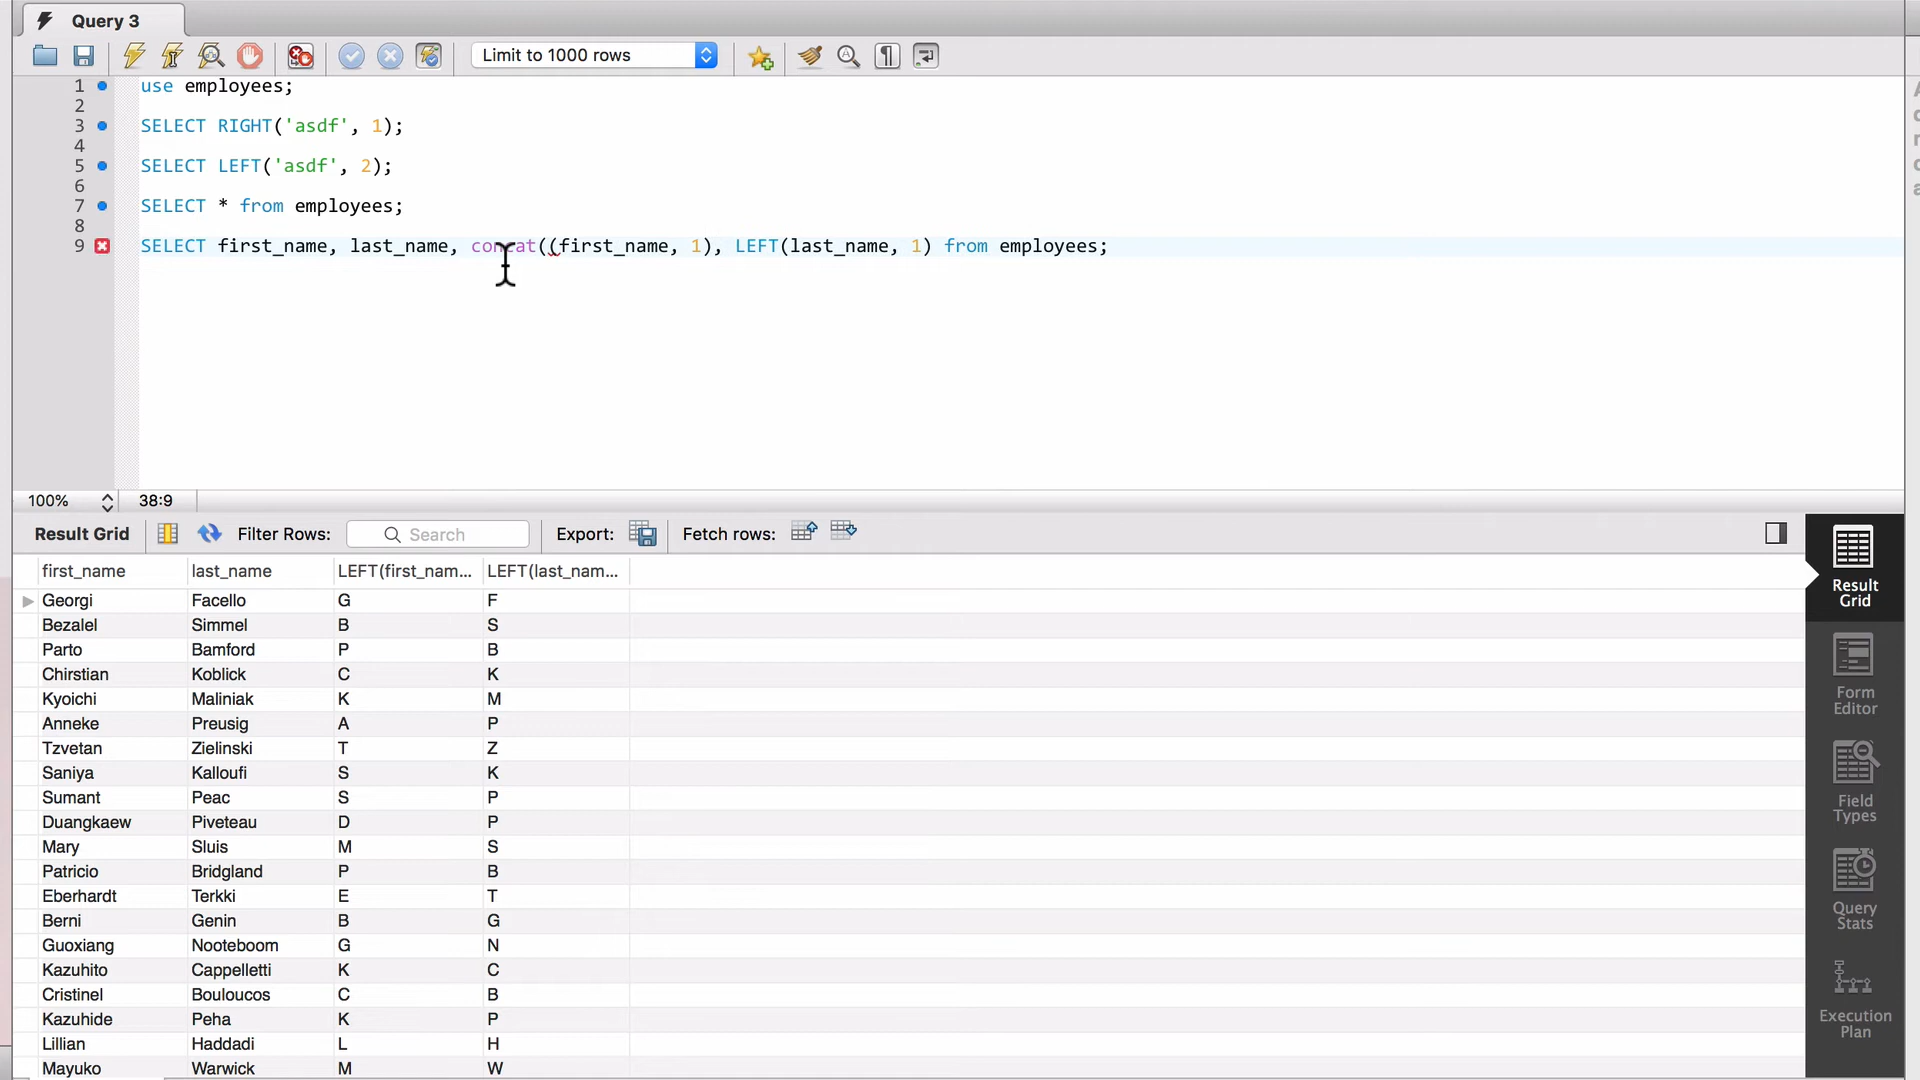 Query 3
Limit to 1000 rows
1 use employees;
2
3 SELECT RIGHT('asdf', 1);
4
5 SELECT LEFT('asdf', 2);
6
7 SELECT * from employees;
8
9 SELECT first_name, last_name, concat((first_name, 1), LEFT(last_name, 1) from employees;
100% 38:9
Result Grid Filter Rows: Search Export: Fetch rows:
first_name last_name LEFT(first_nam... LEFT(last_nam...
Georgi Facello G F
Bezalel Simmel B S
Parto Bamford P B
Chirstian Koblick C K
Kyoichi Maliniak K M
Anneke Preusig A P
Tzvetan Zielinski T Z
Saniya Kalloufi S K
Sumant Peac S P
Duangkaew Piveteau D P
Mary Sluis M S
Patricio Bridgland P B
Eberhardt Terkki E T
Berni Genin B G
Guoxiang Nooteboom G N
Kazuhito Cappelletti K C
Cristinel Bouloucos C B
Kazuhide Peha K P
Lillian Haddadi L H
Mayuko Warwick M W
Result
Grid
Form
Editor
Field
Types
Query
Stats
Execution
Plan